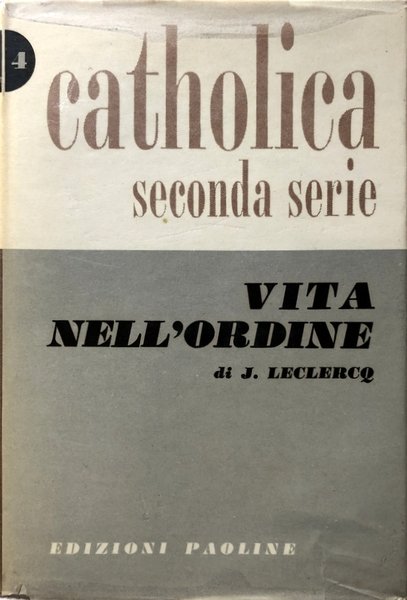 4
catholica
seconda serie
VITA
NELL'ORDINE
di J. LECLERCQ
EDIZIONI PAOLINE